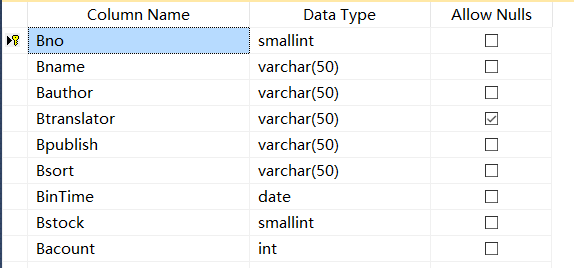 Column Name Data Type Allow Nulls
Bno smallint
Bname varchar(50)
Bauthor varchar(50)
Btranslator varchar(50)
Bpublish varchar(50)
Bsort varchar(50)
BinTime date
Bstock smallint
Bacount int